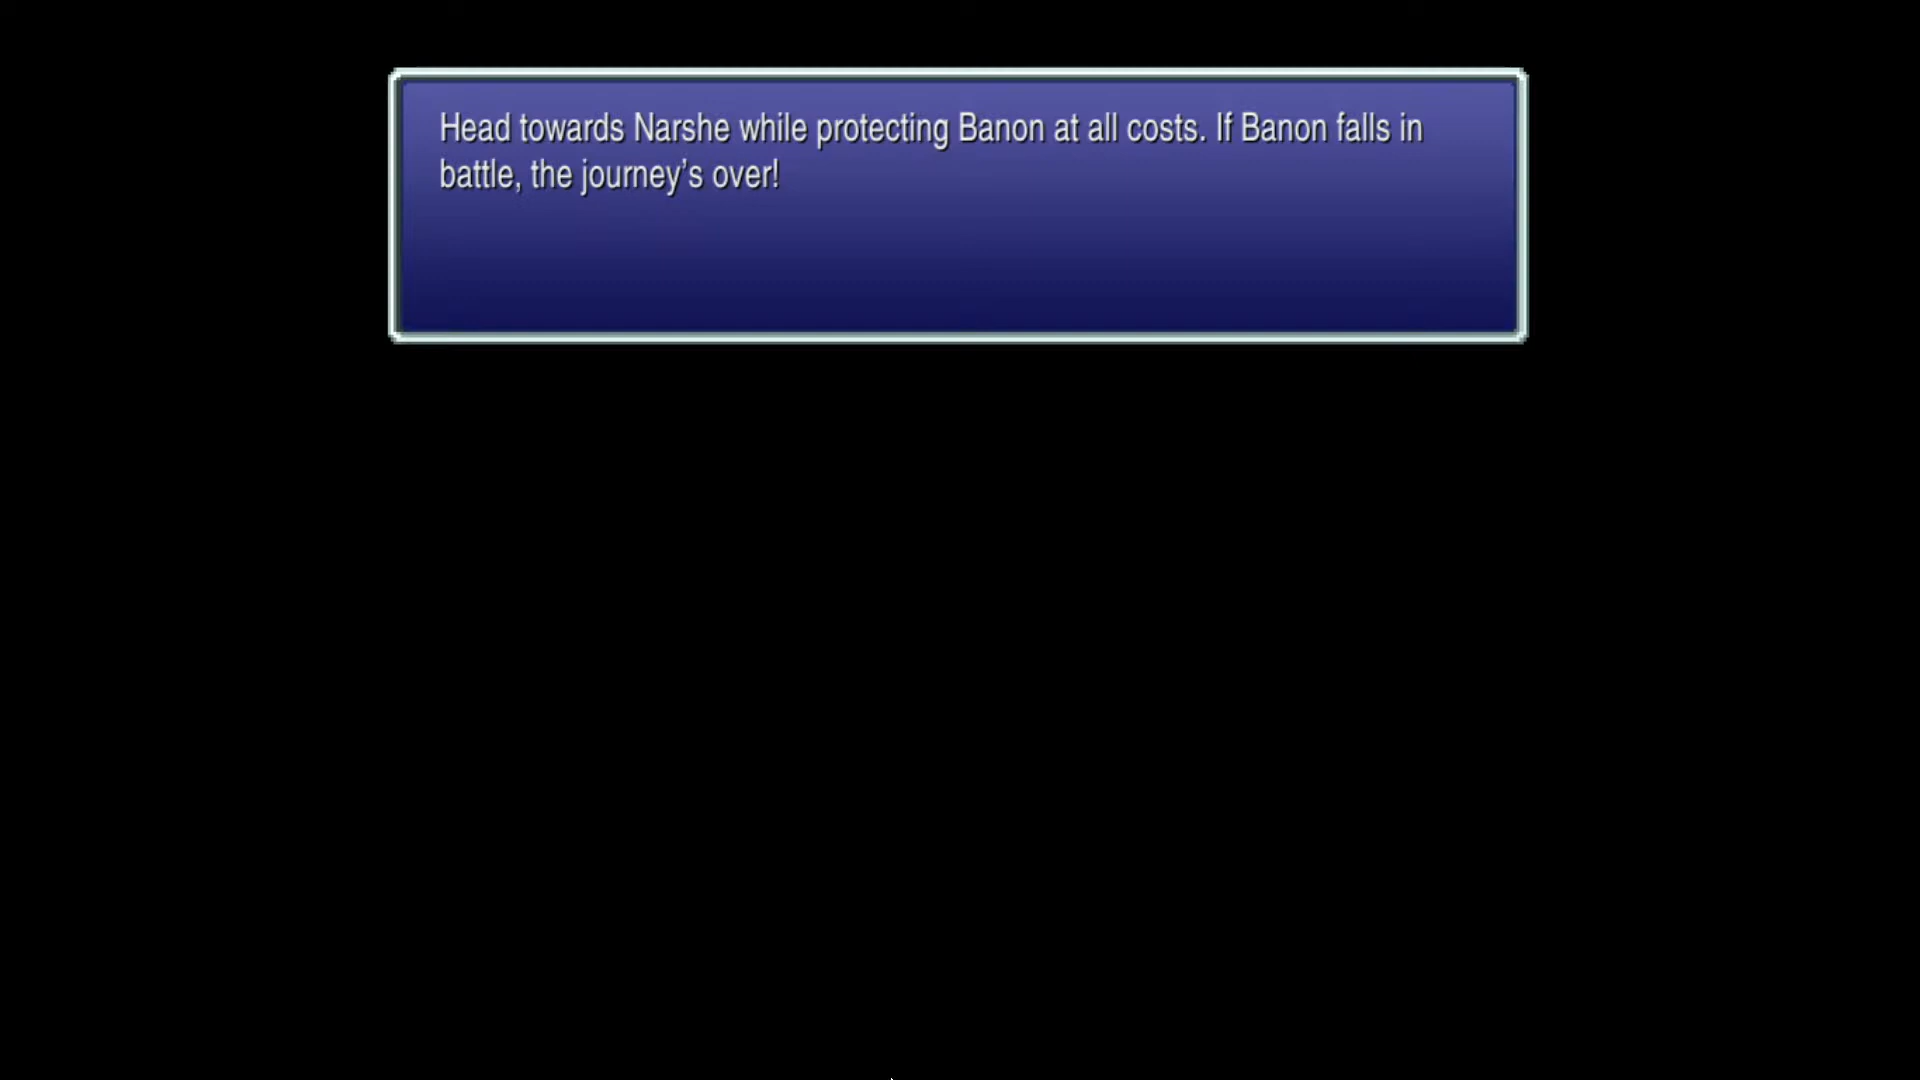 Head towards Narshe while protecting Banon at all costs. If Banon falls in
battle, the journey’s over!